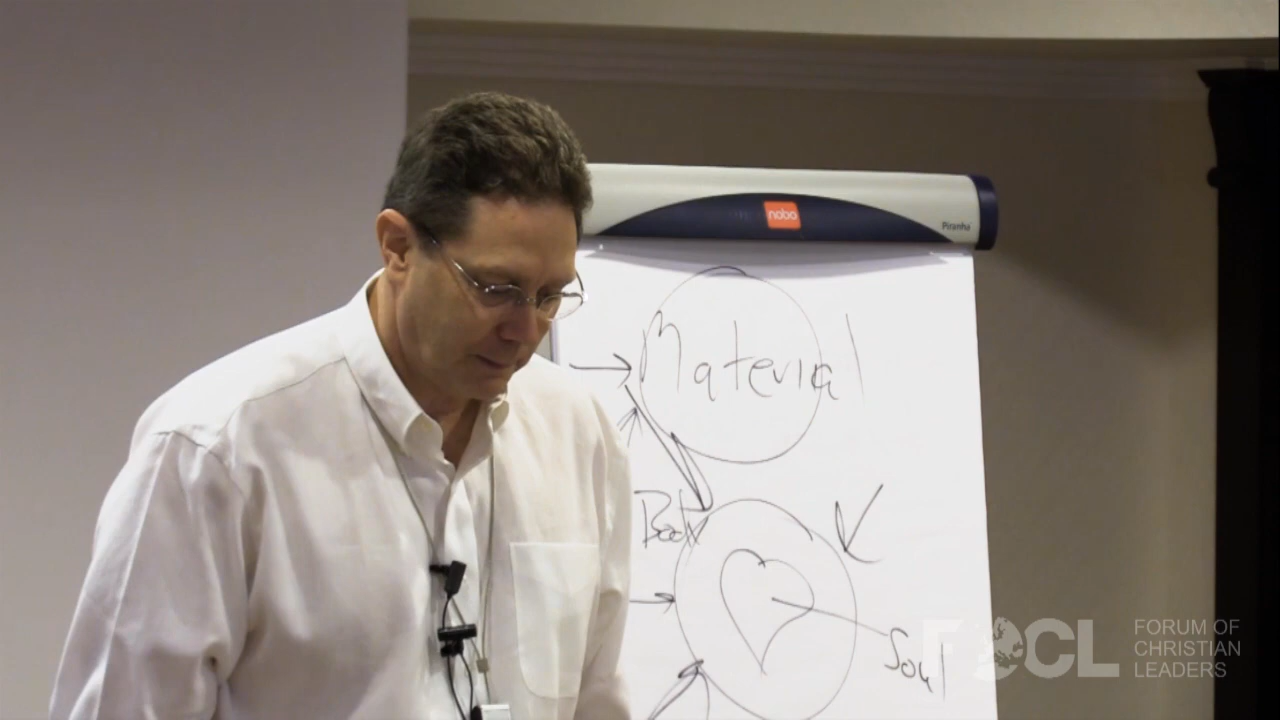 nobo
Piranha
Material
Body
Soul
FOCL
FORUM OF
CHRISTIAN
LEADERS